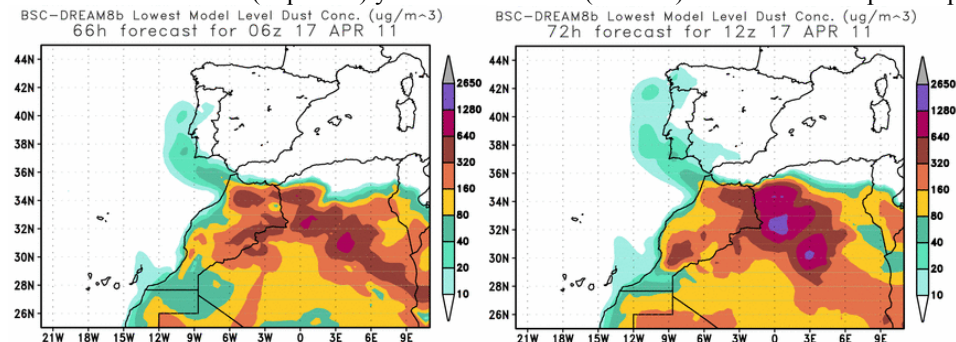 BSC-DREAM8b Lowest Model Level Dust Conc. (ug/m^3)
66h forecast for 06z 17 APR 11
44N
42N
40N
38N
36N
34N
32N
30N
28N
26N
21W 18W 15W 12W 9W 6W 3W 0 3E 6E 9E
2650
1280
640
320
160
80
40
20
10
BSC-DREAM8b Lowest Model Level Dust Conc. (ug/m^3)
72h forecast for 12z 17 APR 11
44N
42N
40N
38N
36N
34N
32N
30N
28N
26N
21W 18W 15W 12W 9W 6W 3W 0 3E 6E 9E
2650
1280
640
320
160
80
40
20
10